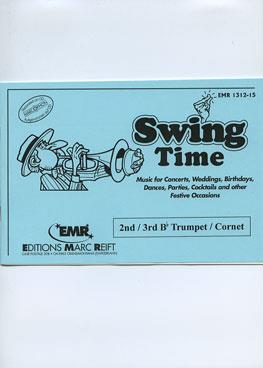 EMR 1312-15
Swing
Time
Music for Concerts, Weddings, Birthdays,
Dances, Parties, Cocktails and other
Festive Occasions
EMR
EDITIONS MARC REIFT
2nd / 3rd B♭ Trumpet / Cornet